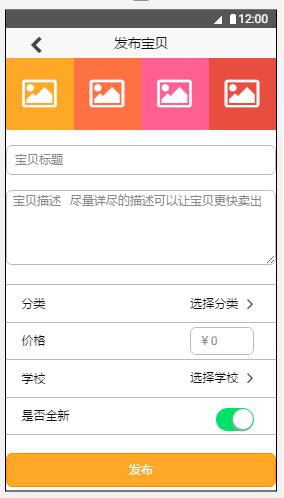 12:00
发布宝贝
宝贝标题
宝贝描述 尽量详尽的描述可以让宝贝更快卖出
分类 选择分类
价格 ￥0
学校 选择学校
是否全新
发布